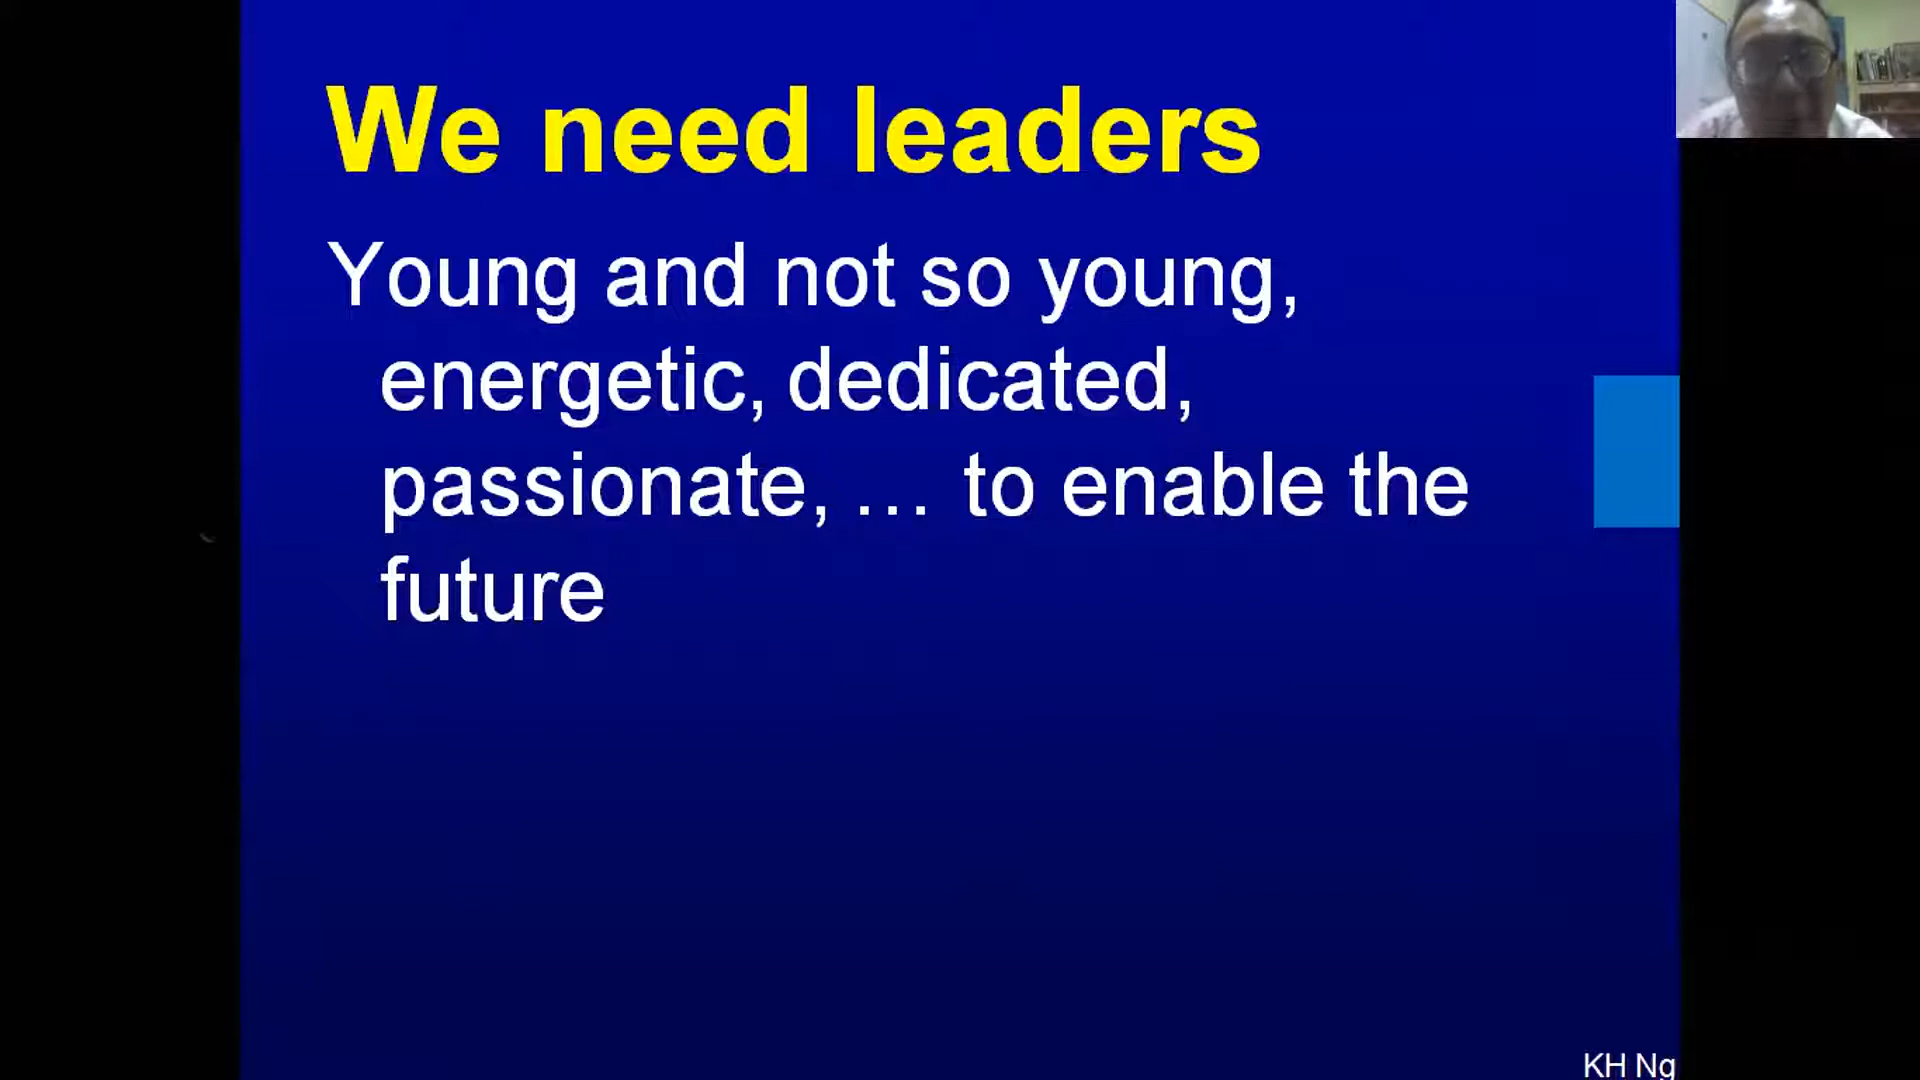 We need leaders
Young and not so young,
energetic, dedicated,
passionate, … to enable the
future
KH Ng